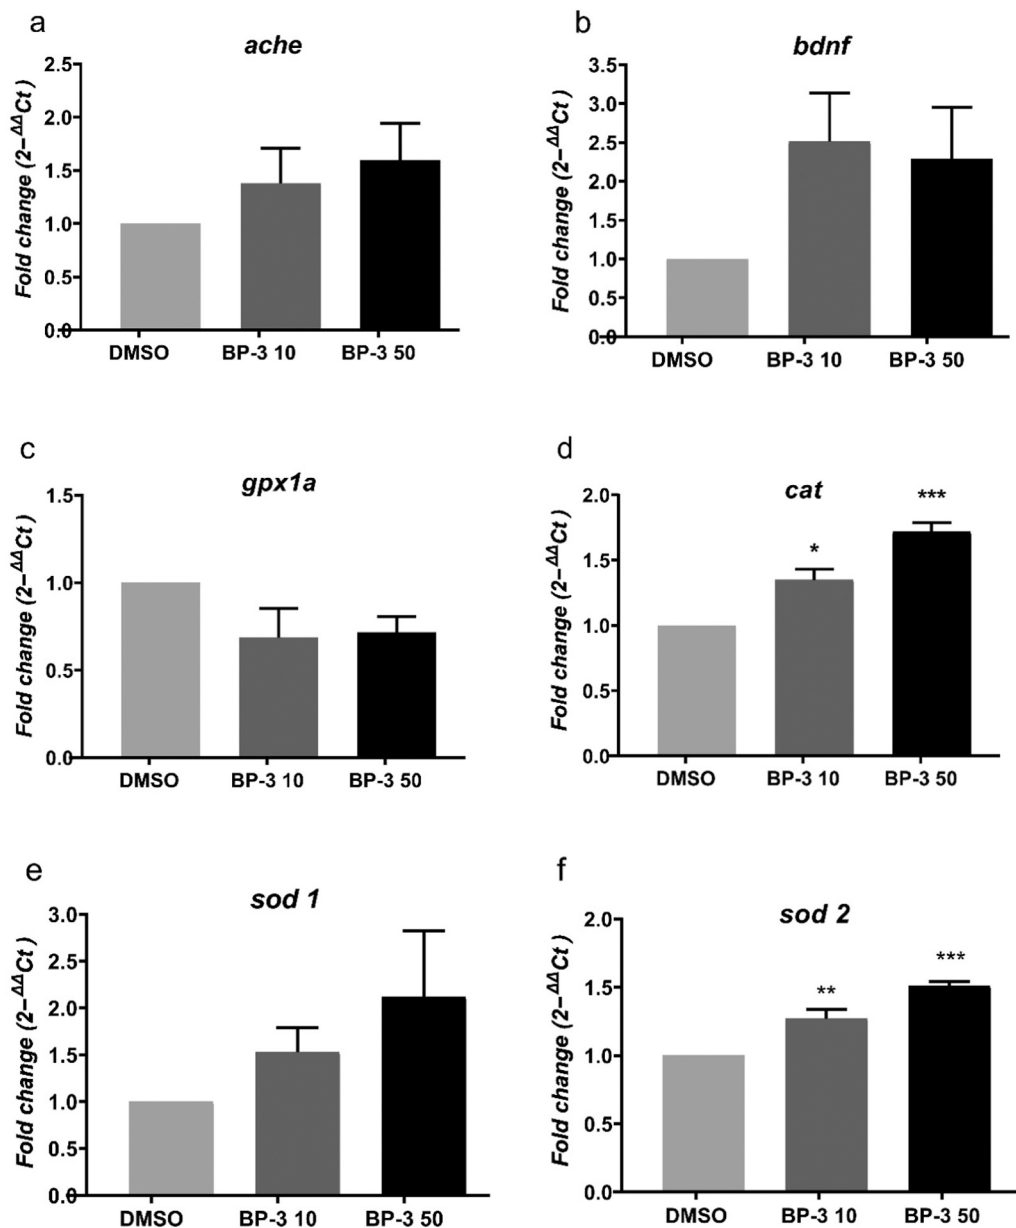 a
ache
Fold change (2–ΔΔCt )
2.5
2.0
1.5
1.0
0.5
0.0
DMSO BP-3 10 BP-3 50
b
bdnf
Fold change (2–ΔΔCt )
3.5
3.0
2.5
2.0
1.5
1.0
0.5
0.0
DMSO BP-3 10 BP-3 50
c
gpx1a
Fold change (2–ΔΔCt )
1.5
1.0
0.5
0.0
DMSO BP-3 10 BP-3 50
d
cat
Fold change (2–ΔΔCt )
2.0
1.5
1.0
0.5
0.0
*
***
DMSO BP-3 10 BP-3 50
e
sod 1
Fold change (2–ΔΔCt )
3.0
2.5
2.0
1.5
1.0
0.5
0.0
DMSO BP-3 10 BP-3 50
f
sod 2
Fold change (2–ΔΔCt )
2.0
1.5
1.0
0.5
0.0
**
***
DMSO BP-3 10 BP-3 50